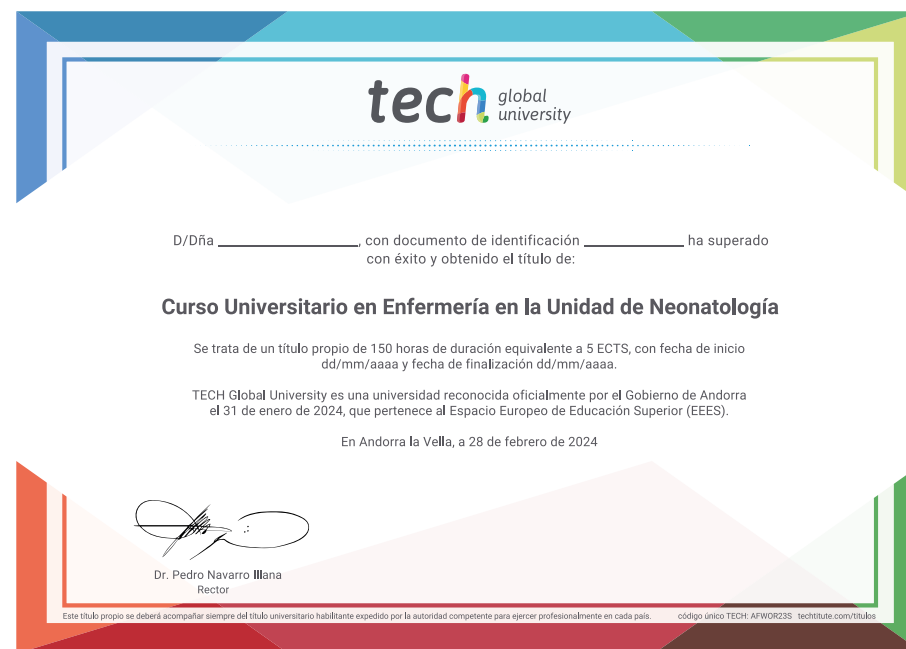 tech global
university
D/Dña ____________________, con documento de identificación ______________ ha superado
con éxito y obtenido el título de:
Curso Universitario en Enfermería en la Unidad de Neonatología
Se trata de un título propio de 150 horas de duración equivalente a 5 ECTS, con fecha de inicio
dd/mm/aaaa y fecha de finalización dd/mm/aaaa.
TECH Global University es una universidad reconocida oficialmente por el Gobierno de Andorra
el 31 de enero de 2024, que pertenece al Espacio Europeo de Educación Superior (EEES).
En Andorra la Vella, a 28 de febrero de 2024
Dr. Pedro Navarro Illana
Rector
Este título propio se deberá acompañar siempre del título universitario habilitante expedido por la autoridad competente para ejercer profesionalmente en cada país. código único TECH: AFWOR23S techtitute.com/titulos